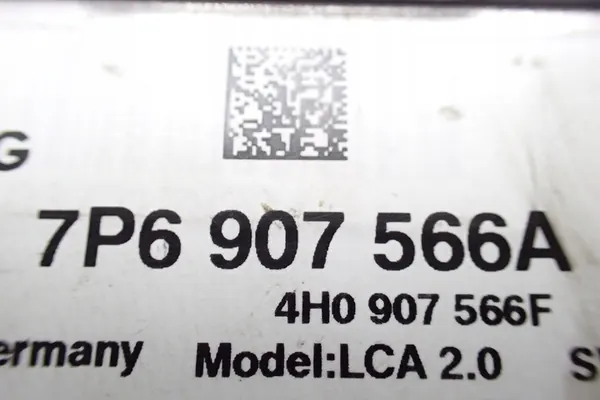 G
7P6 907 566A
4H0 907 566F
ermany Model:LCA 2.0 S